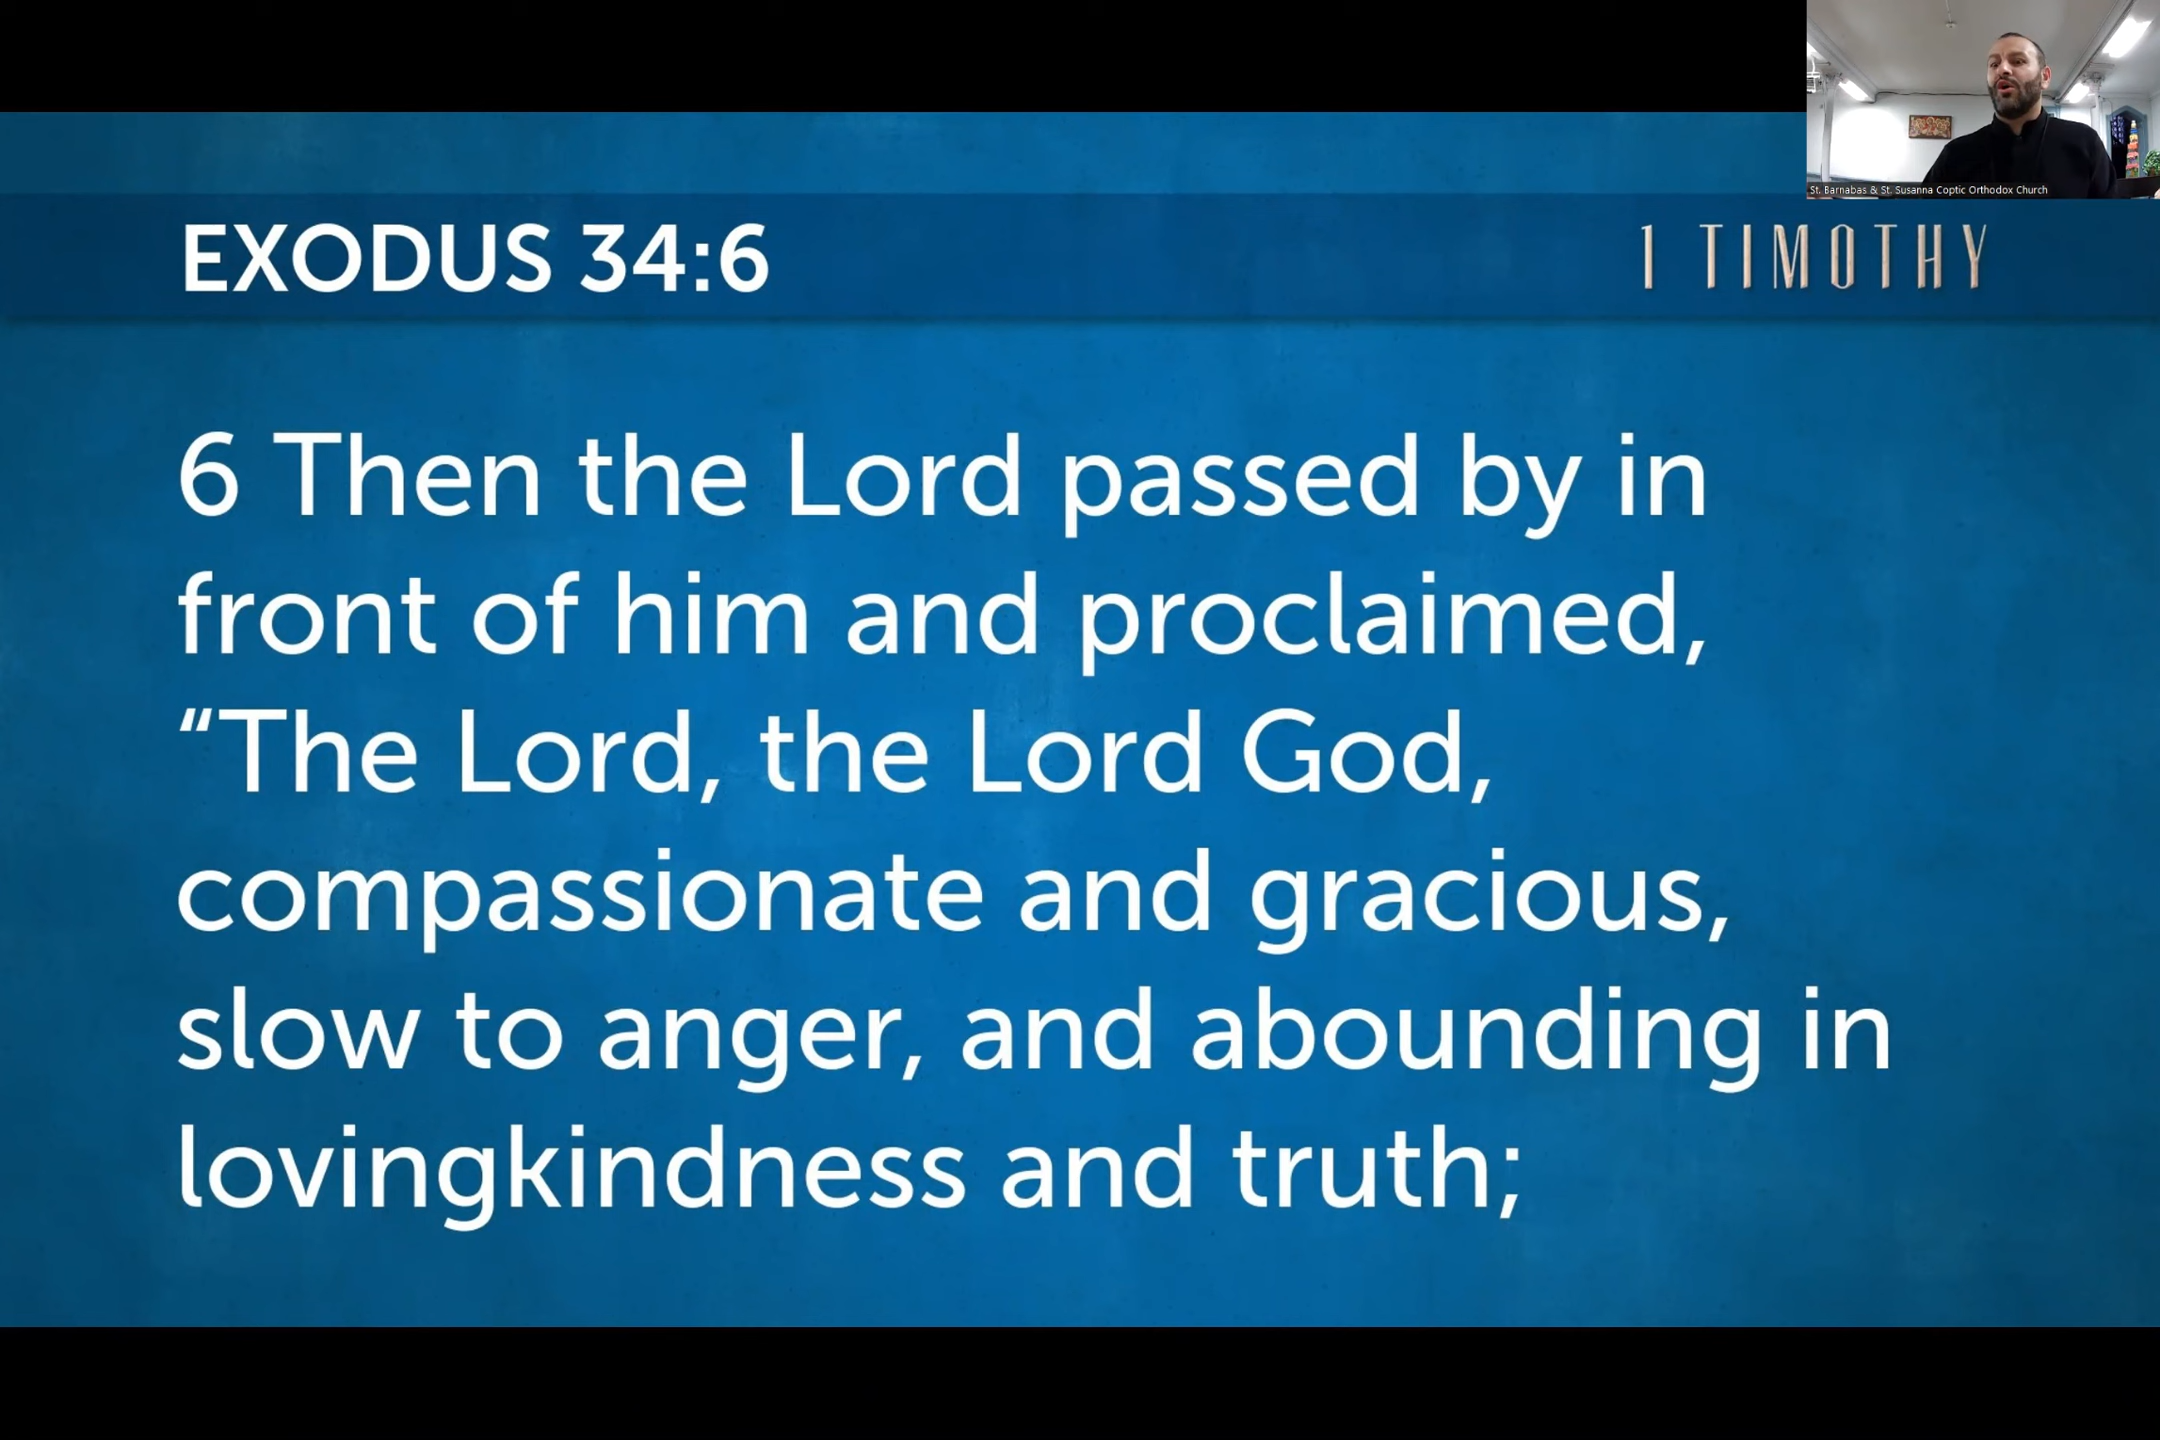 St. Barnabas & St. Susanna Coptic Orthodox Church
EXODUS 34:6
1 TIMOTHY
6 Then the Lord passed by in
front of him and proclaimed,
“The Lord, the Lord God,
compassionate and gracious,
slow to anger, and abounding in
lovingkindness and truth;